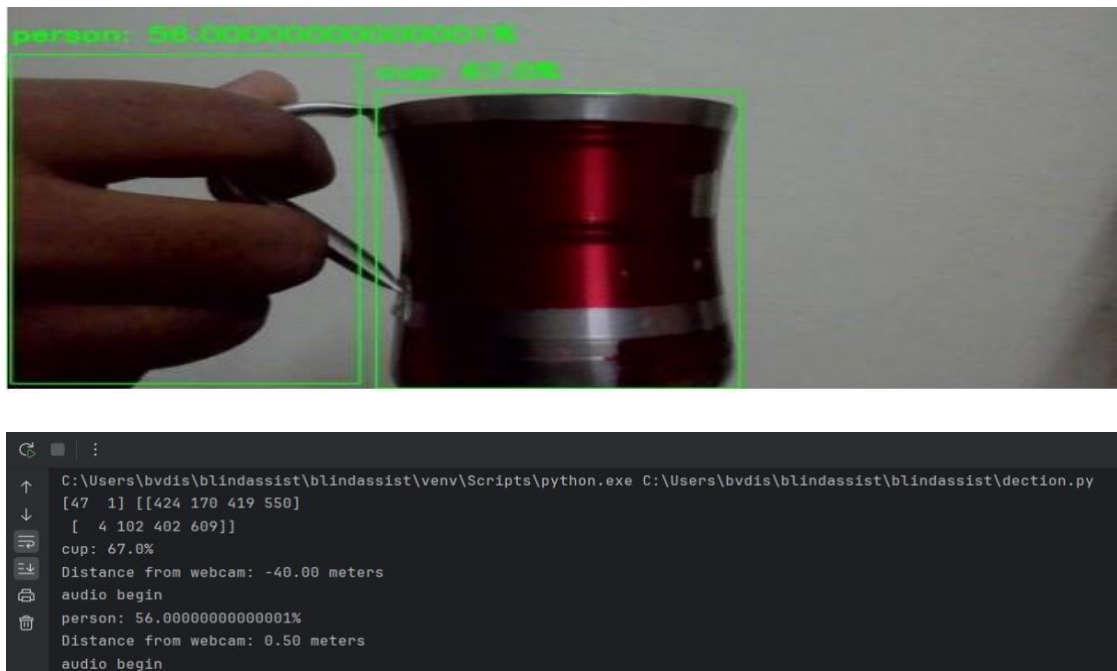 person: 56.00000000000001%
cup: 67.0%
C:\Users\bvdis\blindassist\blindassist\venv\Scripts\python.exe C:\Users\bvdis\blindassist\blindassist\dection.py
[47  1] [[424 170 419 550]
 [  4 102 402 609]]
cup: 67.0%
Distance from webcam: -40.00 meters
audio begin
person: 56.00000000000001%
Distance from webcam: 0.50 meters
audio begin